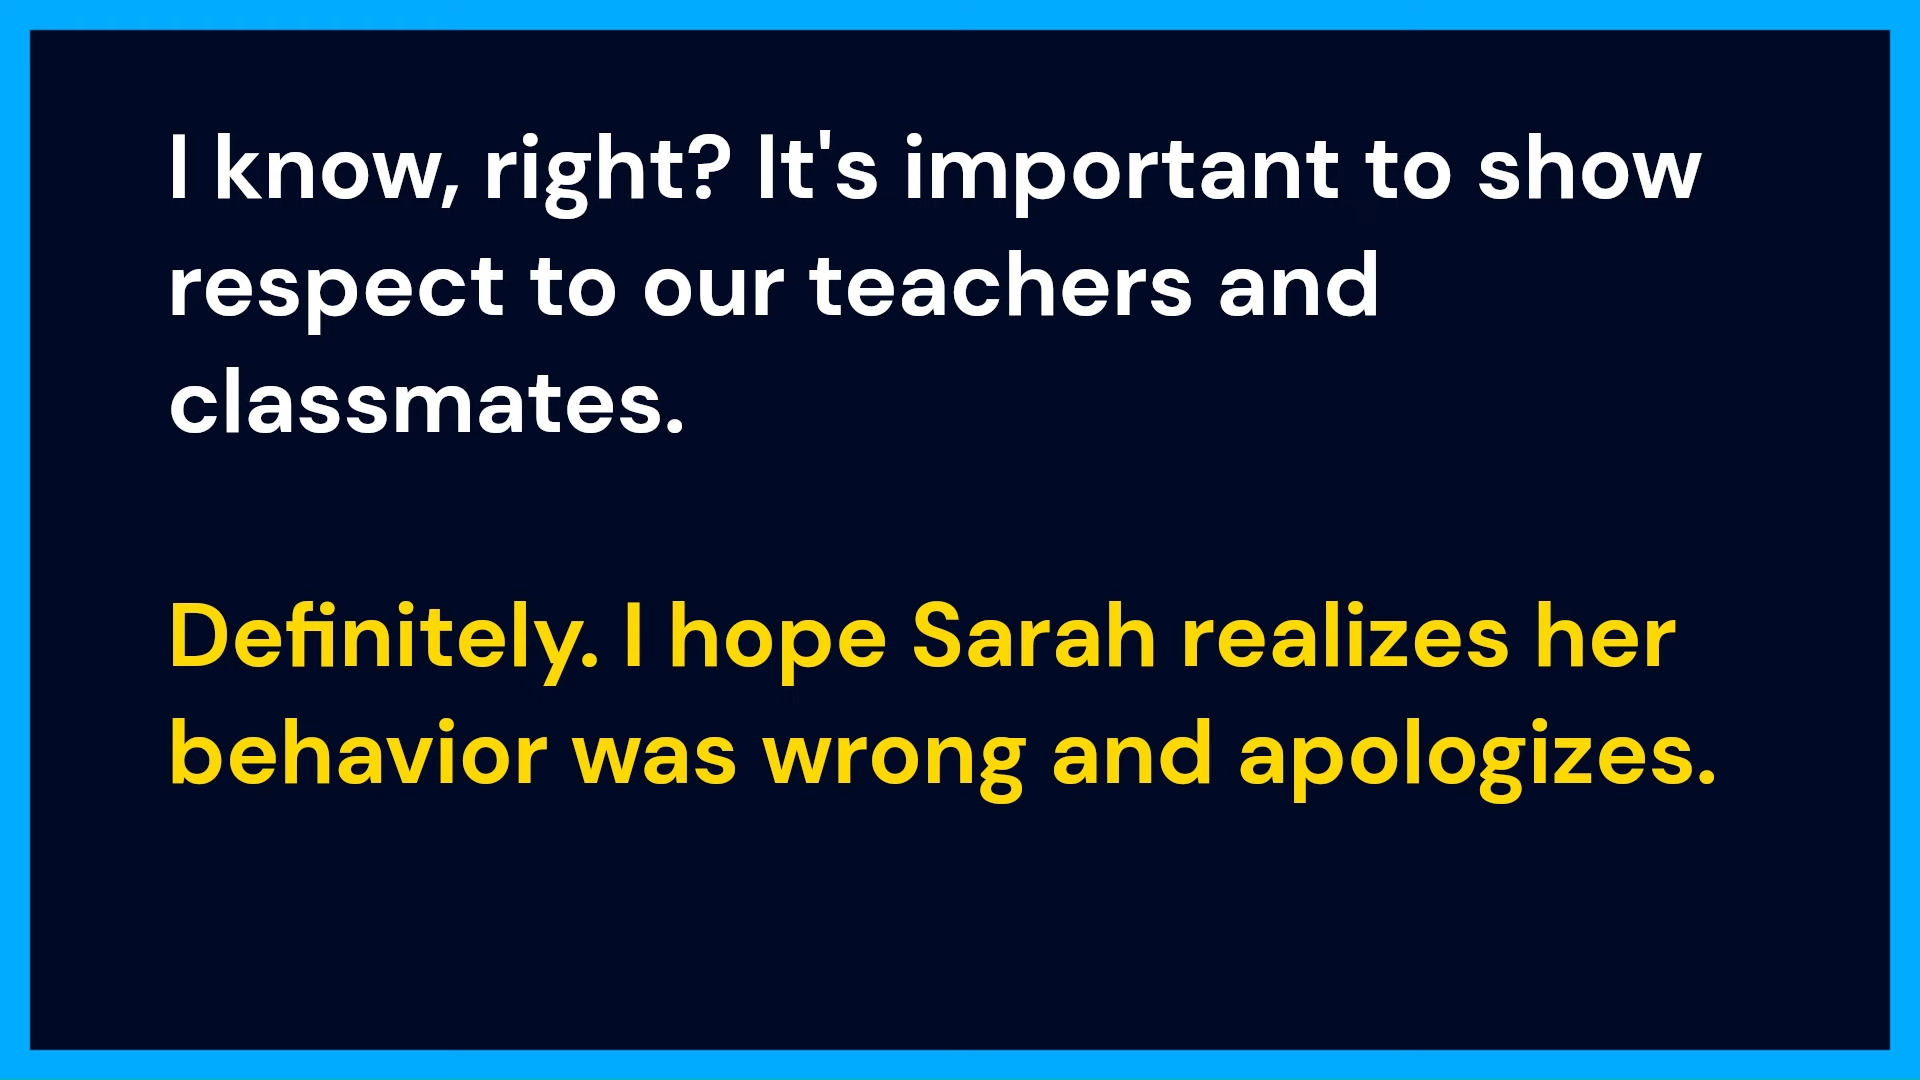 I know, right? It's important to show
respect to our teachers and
classmates.
Definitely. I hope Sarah realizes her
behavior was wrong and apologizes.